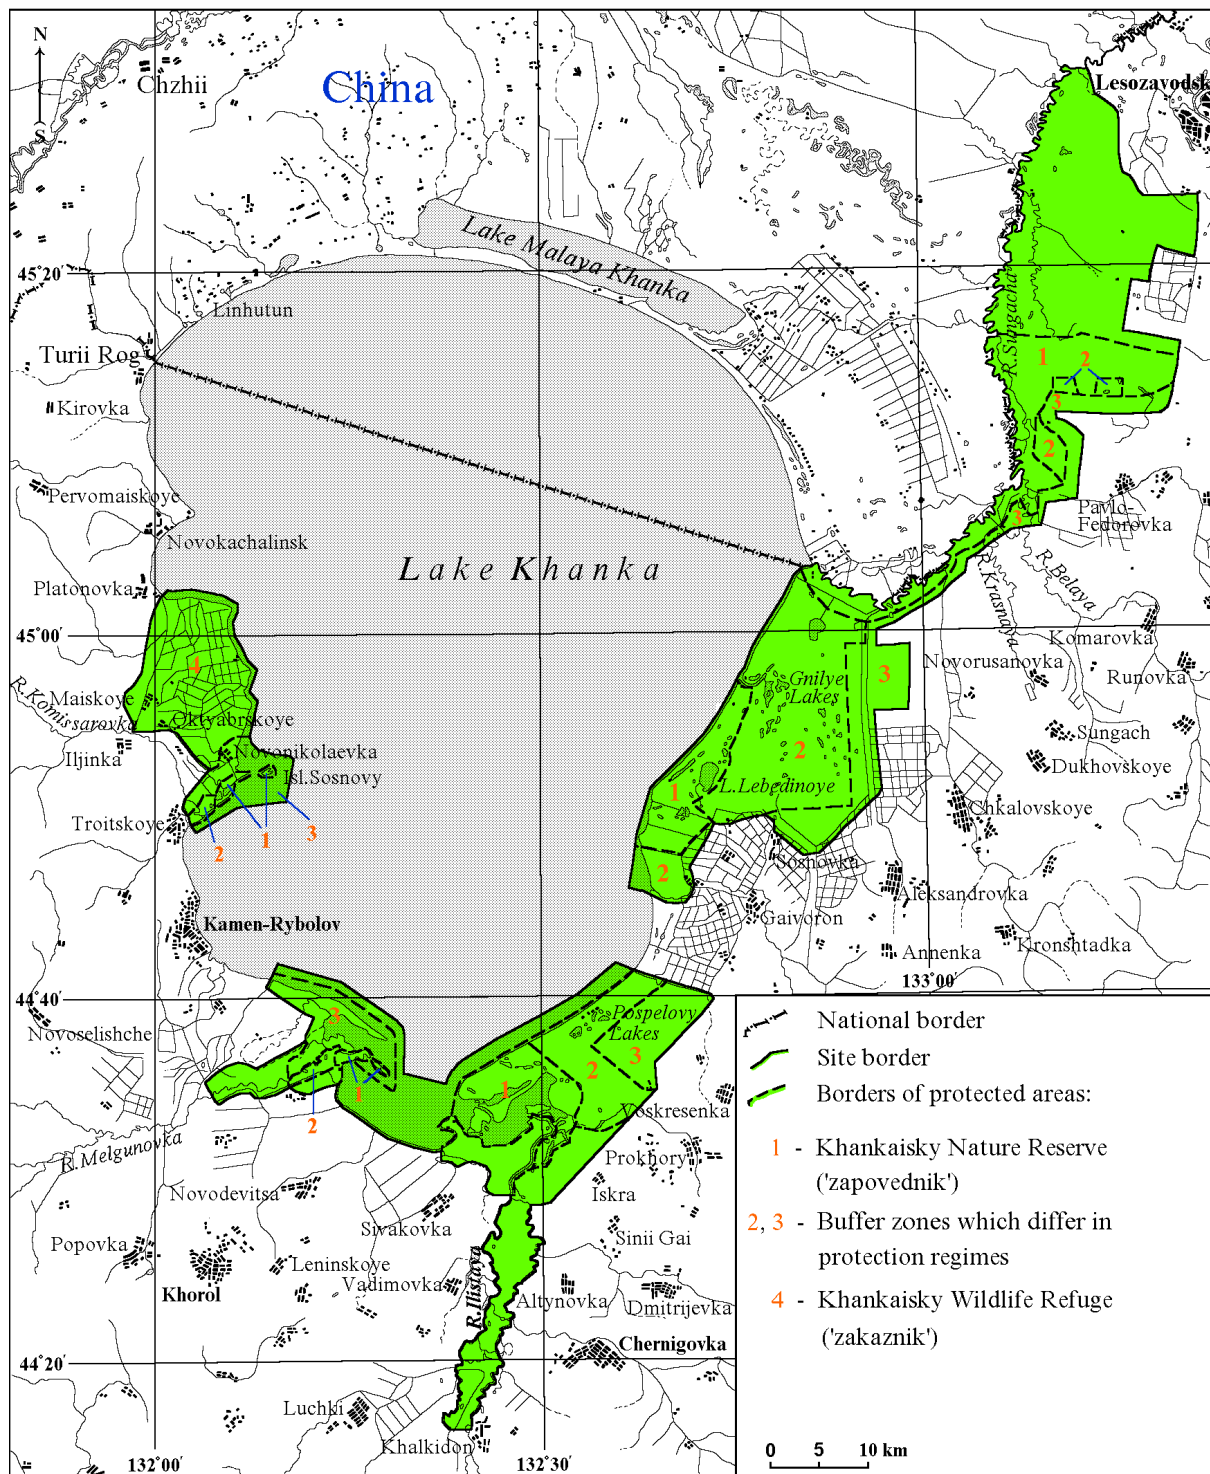 N
S
Chzhii
China
Lesozavodsk
Lake Malaya Khanka
45°20'
Linhutun
R.Sungacha
Turii Rog
1
2
Kirovka
3
2
Pervomaiskoye
Pavlo-
Fedorovka
3
Novokachalinsk
Lake Khanka
R.Belaya
R.Krasnaya
Platonovka
45°00'
Komarovka
4
Novorusanovka
Runovka
3
Gnilye
Lakes
Maiskoye
R.Komissarovka
Oktyabrskoye
Sungach
Iljinka
Novonikolaevka
2
Dukhovskoye
Isl.Sosnovy
L.Lebedinoye
1
Chkalovskoye
Troitskoye
2
1
3
Sosnovka
2
Aleksandrovka
Gaivoron
Kamen-Rybolov
Kronshtadka
Annenka
133°00'
44°40'
3
Pospelovy
Lakes
Novoselishche
3
2
1
1
Voskresenka
2
R.Melgunovka
Prokhory
Novodevitsa
Iskra
Sivakovka
Sinii Gai
Popovka
Leninskoye
Vadimovka
R.Ilistaya
Khorol
Altynovka
Dmitrijevka
Chernigovka
44°20'
Luchki
Khalkidon
132°00'
132°30'
National border
Site border
Borders of protected areas:
1 - Khankaisky Nature Reserve
('zapovednik')
2, 3 - Buffer zones which differ in
protection regimes
4 - Khankaisky Wildlife Refuge
('zakaznik')
0 5 10 km